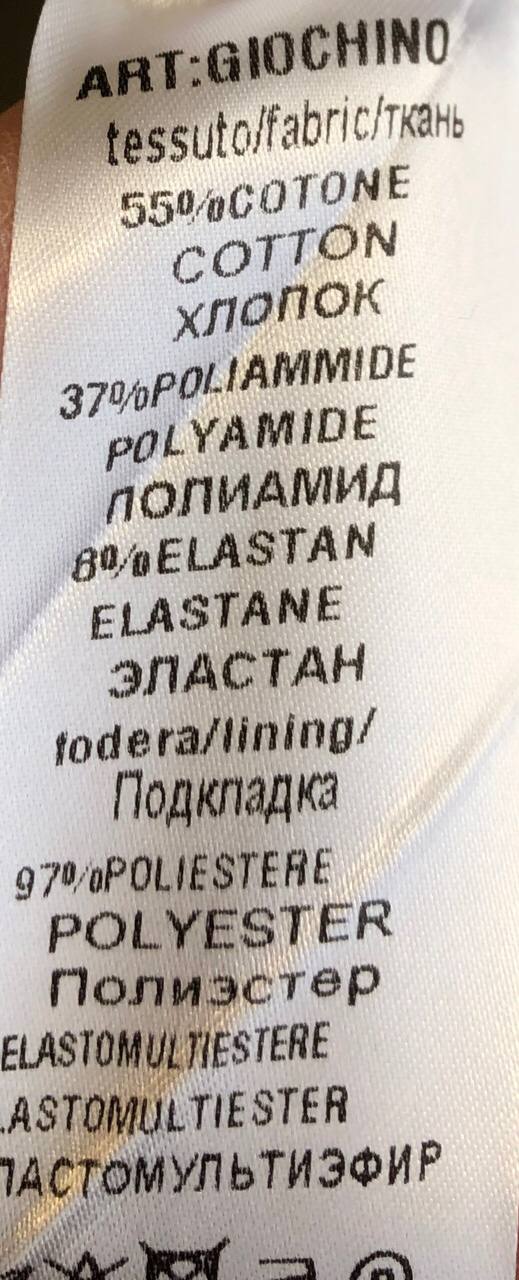 ART:GIOCHINO
tessuto/fabric/ткань
55%COTONE
COTTON
ХЛОПОК
37%POLIAMMIDE
POLYAMIDE
ПОЛИАМИД
8%ELASTAN
ELASTANE
ЭЛАСТАН
fodera/lining/
Подкладка
97%POLIESTERE
POLYESTER
Полиэстер
ELASTOMULTIESTERE
LASTOMULTIESTER
ЛАСТОМУЛЬТИЭФИР